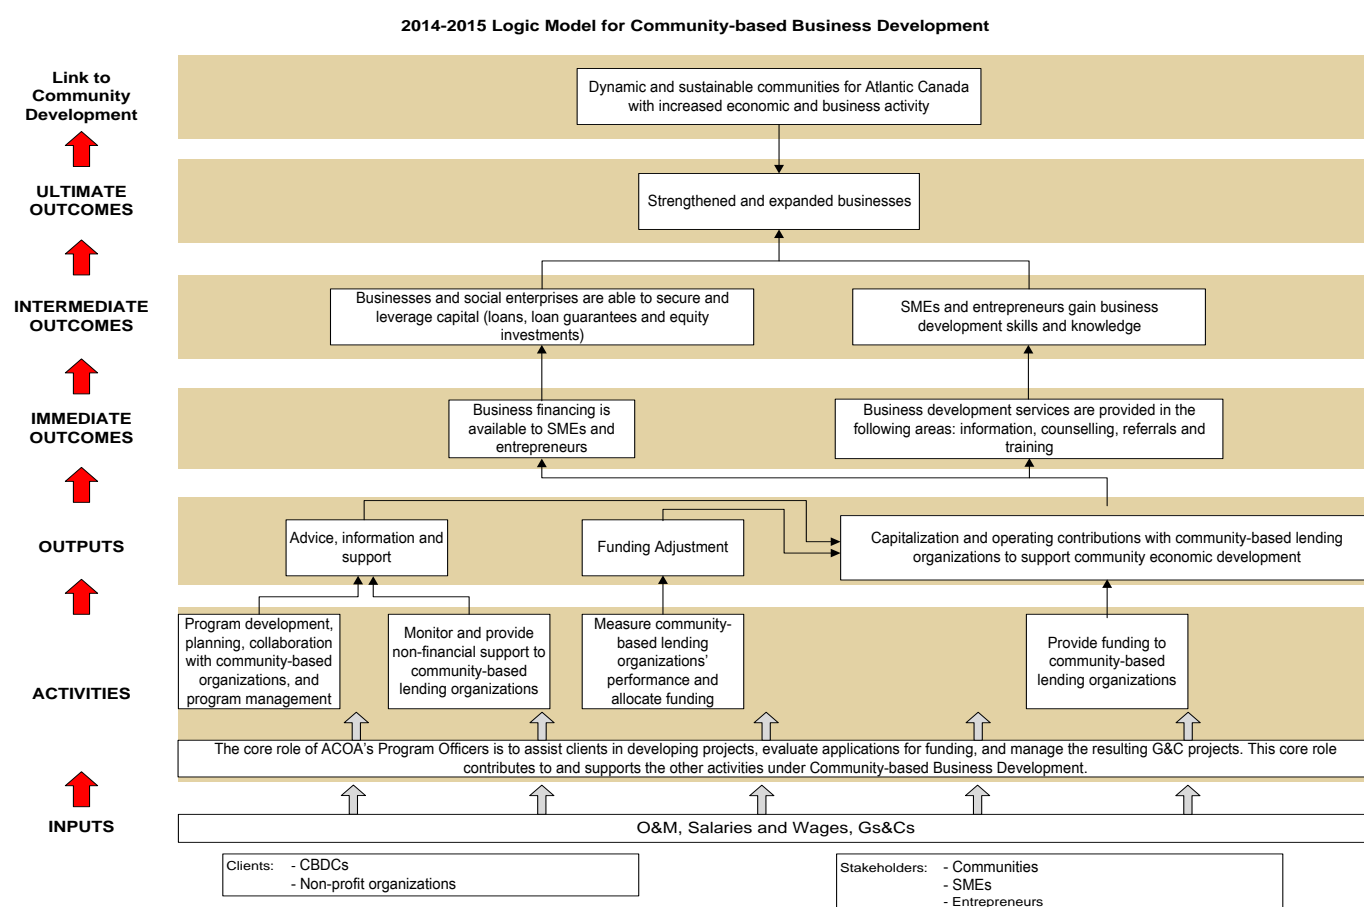 2014-2015 Logic Model for Community-based Business Development
Link to
Community
Development
Dynamic and sustainable communities for Atlantic Canada
with increased economic and business activity
ULTIMATE
OUTCOMES
Strengthened and expanded businesses
INTERMEDIATE
OUTCOMES
Businesses and social enterprises are able to secure and
leverage capital (loans, loan guarantees and equity
investments)
SMEs and entrepreneurs gain business
development skills and knowledge
IMMEDIATE
OUTCOMES
Business financing is
available to SMEs and
entrepreneurs
Business development services are provided in the
following areas: information, counselling, referrals and
training
OUTPUTS
Advice, information and
support
Funding Adjustment
Capitalization and operating contributions with community-based lending
organizations to support community economic development
ACTIVITIES
Program development,
planning, collaboration
with community-based
organizations, and
program management
Monitor and provide
non-financial support to
community-based
lending organizations
Measure community-
based lending
organizations’
performance and
allocate funding
Provide funding to
community-based
lending organizations
The core role of ACOA’s Program Officers is to assist clients in developing projects, evaluate applications for funding, and manage the resulting G&C projects. This core role
contributes to and supports the other activities under Community-based Business Development.
INPUTS
O&M, Salaries and Wages, Gs&Cs
Clients: - CBDCs
- Non-profit organizations
Stakeholders: - Communities
- SMEs
- Entrepreneurs